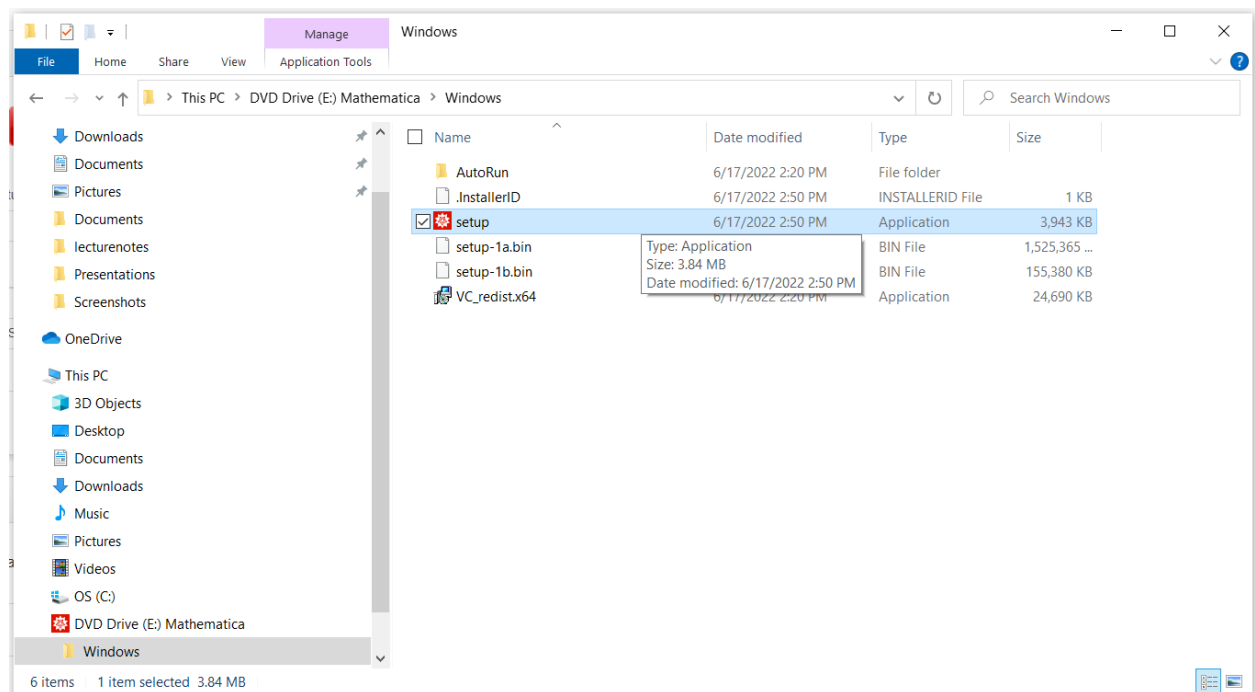 Manage
Windows
File
Home
Share
View
Application Tools
?
This PC > DVD Drive (E:) Mathematica > Windows
Search Windows
Downloads
Documents
Pictures
Documents
lecturenotes
Presentations
Screenshots
OneDrive
This PC
3D Objects
Desktop
Documents
Downloads
Music
Pictures
Videos
OS (C:)
DVD Drive (E:) Mathematica
Windows
Name Date modified Type Size
AutoRun 6/17/2022 2:20 PM File folder
.InstallerID 6/17/2022 2:50 PM INSTALLERID File 1 KB
setup 6/17/2022 2:50 PM Application 3,943 KB
setup-1a.bin BIN File 1,525,365 ...
setup-1b.bin BIN File 155,380 KB
VC_redist.x64 6/17/2022 2:20 PM Application 24,690 KB
Type: Application
Size: 3.84 MB
Date modified: 6/17/2022 2:50 PM
6 items 1 item selected 3.84 MB